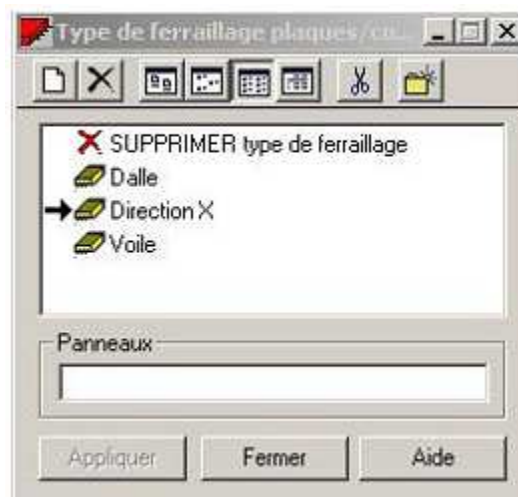 Type de ferraillage plaques/co...
SUPPRIMER type de ferraillage
Dalle
Direction X
Voile
Panneaux
Appliquer Fermer Aide